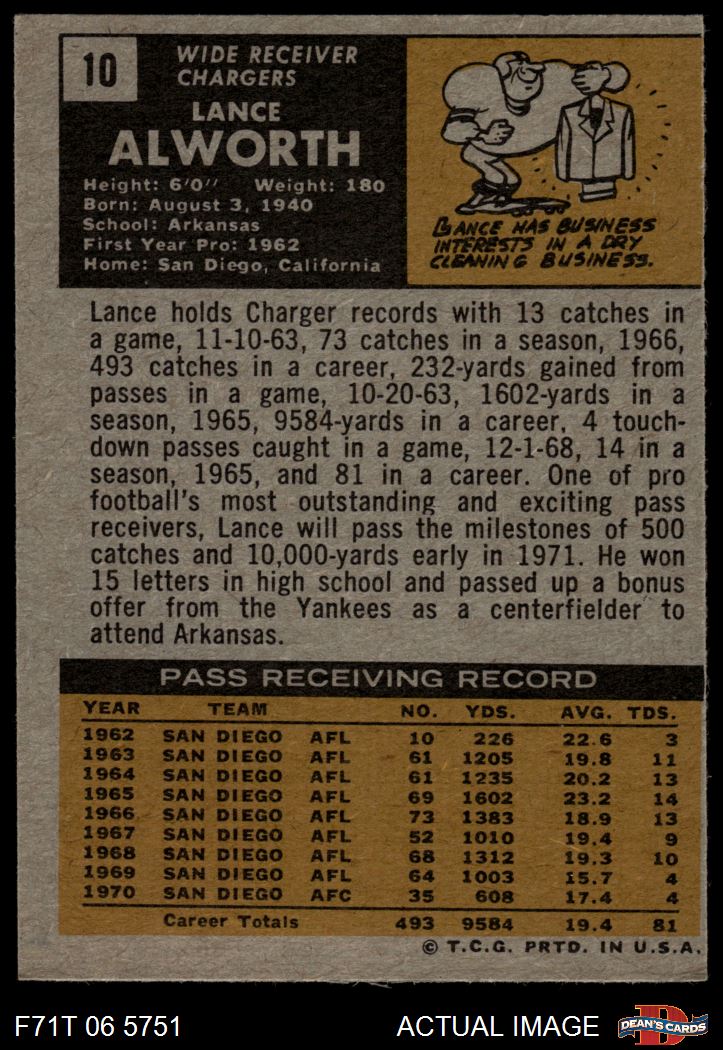 10
WIDE RECEIVER
CHARGERS
LANCE
ALWORTH
Height: 6'0'' Weight: 180
Born: August 3, 1940
School: Arkansas
First Year Pro: 1962
Home: San Diego, California
LANCE HAS BUSINESS
INTERESTS IN A DRY
CLEANING BUSINESS.
Lance holds Charger records with 13 catches in
a game, 11-10-63, 73 catches in a season, 1966,
493 catches in a career, 232-yards gained from
passes in a game, 10-20-63, 1602-yards in a
season, 1965, 9584-yards in a career, 4 touch-
down passes caught in a game, 12-1-68, 14 in a
season, 1965, and 81 in a career. One of pro
football's most outstanding and exciting pass
receivers, Lance will pass the milestones of 500
catches and 10,000-yards early in 1971. He won
15 letters in high school and passed up a bonus
offer from the Yankees as a centerfielder to
attend Arkansas.
PASS RECEIVING RECORD
YEAR TEAM NO. YDS. AVG. TDS.
1962 SAN DIEGO AFL 10 226 22.6 3
1963 SAN DIEGO AFL 61 1205 19.8 11
1964 SAN DIEGO AFL 61 1235 20.2 13
1965 SAN DIEGO AFL 69 1602 23.2 14
1966 SAN DIEGO AFL 73 1383 18.9 13
1967 SAN DIEGO AFL 52 1010 19.4 9
1968 SAN DIEGO AFL 68 1312 19.3 10
1969 SAN DIEGO AFL 64 1003 15.7 4
1970 SAN DIEGO AFC 35 608 17.4 4
Career Totals 493 9584 19.4 81
© T.C.G. PRTD. IN U.S.A.
F71T 06 5751 ACTUAL IMAGE
D
DEAN'S CARDS